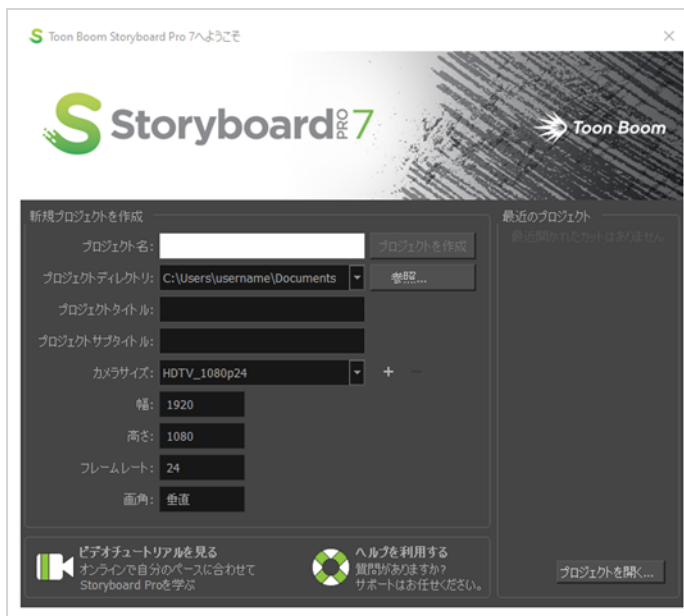 Toon Boom Storyboard Pro 7へようこそ
Storyboard PRO 7
Toon Boom
新規プロジェクトを作成
プロジェクト名:
プロジェクトを作成
プロジェクトディレクトリ: C:\Users\username\Documents
参照...
プロジェクトタイトル:
プロジェクトサブタイトル:
カメラサイズ: HDTV_1080p24
幅: 1920
高さ: 1080
フレームレート: 24
画角: 垂直
最近のプロジェクト
最近開かれたカットはありません
ビデオチュートリアルを見る
オンラインで自分のペースに合わせて
Storyboard Proを学ぶ
ヘルプを利用する
質問がありますか?
サポートはお任せください。
プロジェクトを開く...